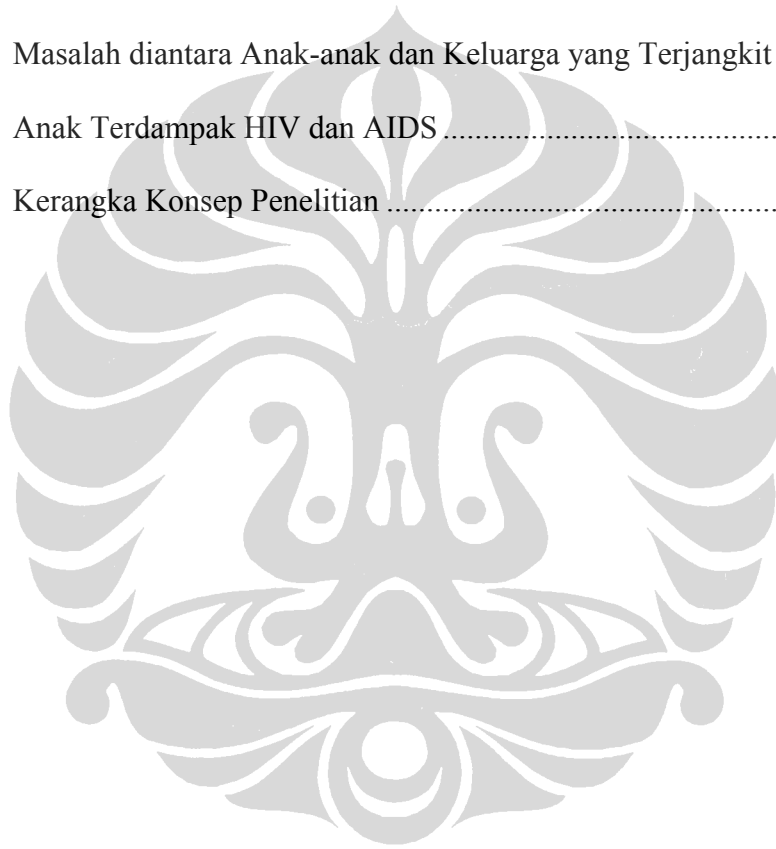 Masalah diantara Anak-anak dan Keluarga yang Terjangkit
Anak Terdampak HIV dan AIDS..........................................
Kerangka Konsep Penelitian .................................................